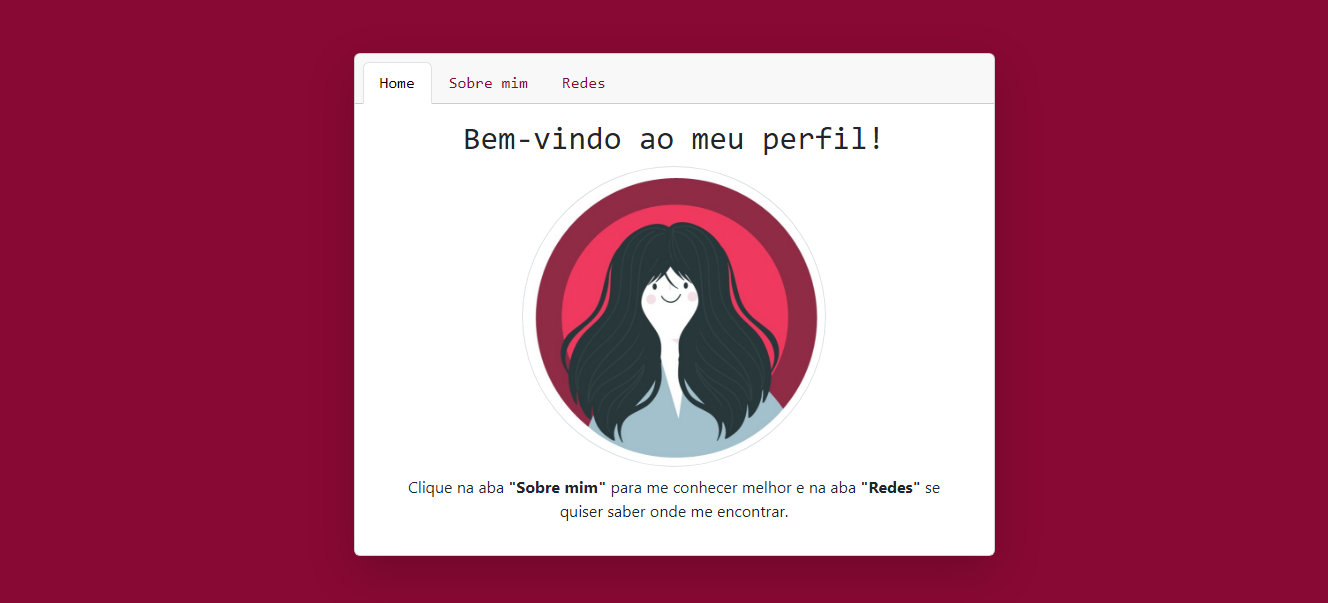 Home Sobre mim Redes
Bem-vindo ao meu perfil!
Clique na aba "Sobre mim" para me conhecer melhor e na aba "Redes" se
quiser saber onde me encontrar.